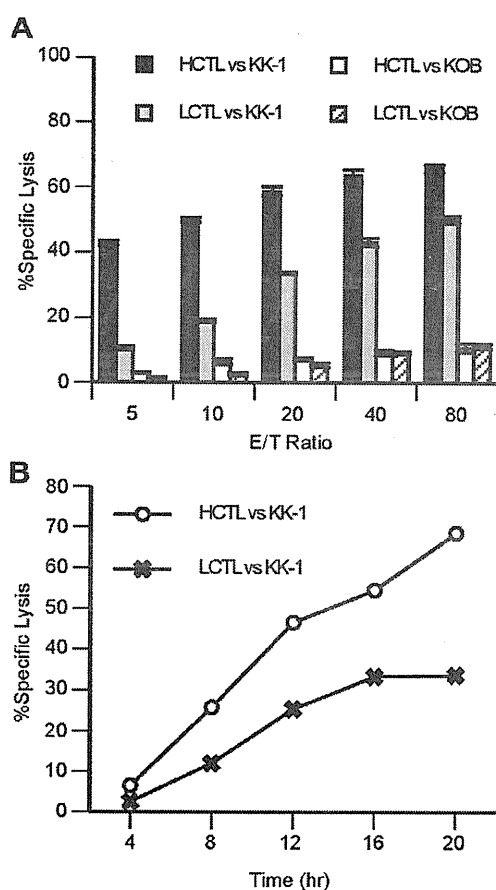 A
100
80
60
40
20
0
%Specific Lysis
HCTL vs KK-1
HCTL vs KOB
LCTL vs KK-1
LCTL vs KOB
5 10 20 40 80
E/T Ratio
B
80
70
60
50
40
30
20
10
0
%Specific Lysis
HCTL vs KK-1
LCTL vs KK-1
4 8 12 16 20
Time (hr)